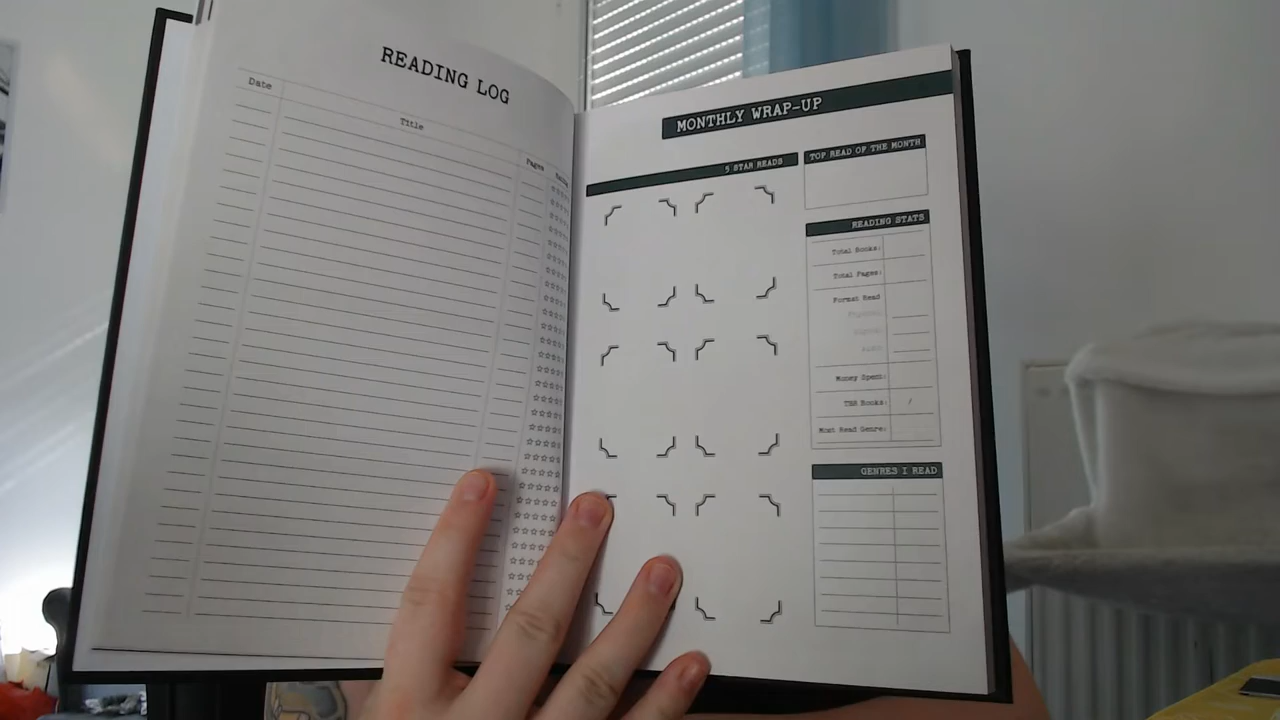 READING LOG
Date
Title
Pages
MONTHLY WRAP-UP
5 STAR READS
TOP READ OF THE MONTH
READING STATS
Total Books:
Total Pages:
Format Read
Money Spent:
TBR Books: /
Most Read Genre:
GENRES I READ